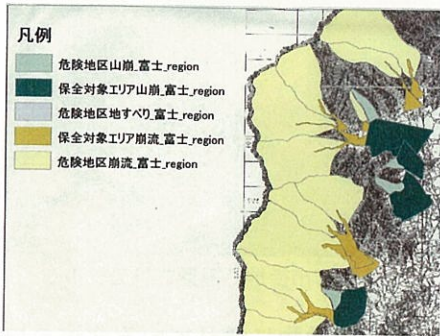 凡例
危険地区山崩_富士_region
保全対象エリア山崩_富士_region
危険地区地すべり_富士_region
保全対象エリア崩流_富士_region
危険地区崩流_富士_region